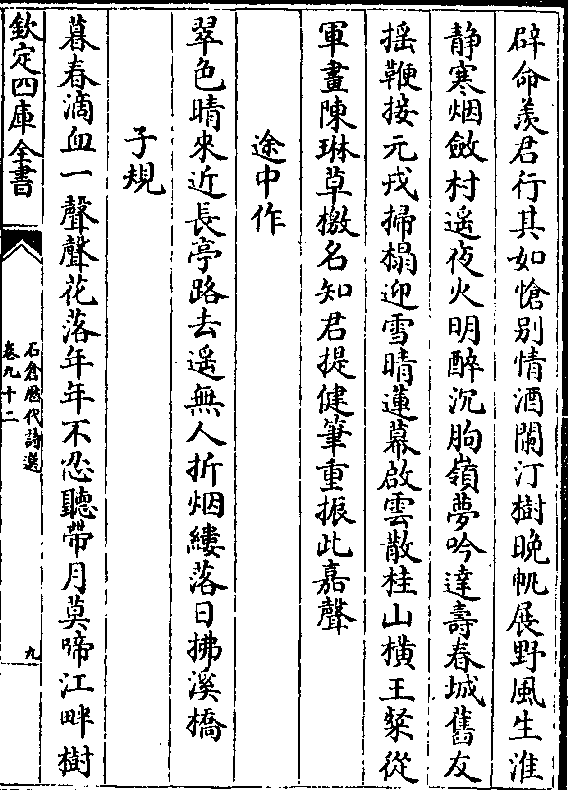 辟命羨君行其如愴别情酒闌汀樹晚帆展野風生淮
静寒烟斂村遥夜火明醉沉朐嶺夢吟達壽春城舊友
摇鞭接元戎掃榻迎雪晴蓮幕啟雲散桂山横王粲從
軍畫陳琳草檄名知君提健筆重振此嘉聲
途中作
翠色晴來近長亭路去遥無人折烟縷落日拂溪橋
子規
暮春滴血一聲聲花落年年不忍聽帶月莫啼江畔樹
欽定四庫全書
石倉歷代詩選
卷九十二
九